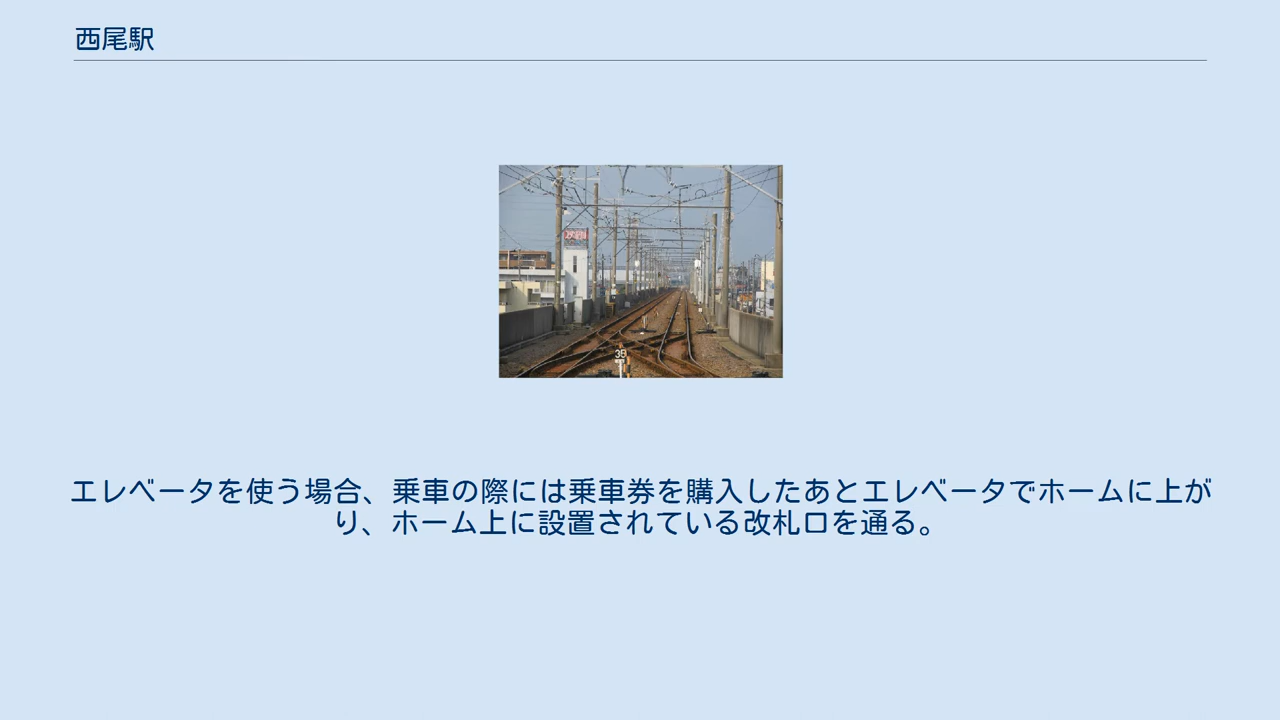 西尾駅
39
エレベータを使う場合、乗車の際には乗車券を購入したあとエレベータでホームに上が
り、ホーム上に設置されている改札口を通る。